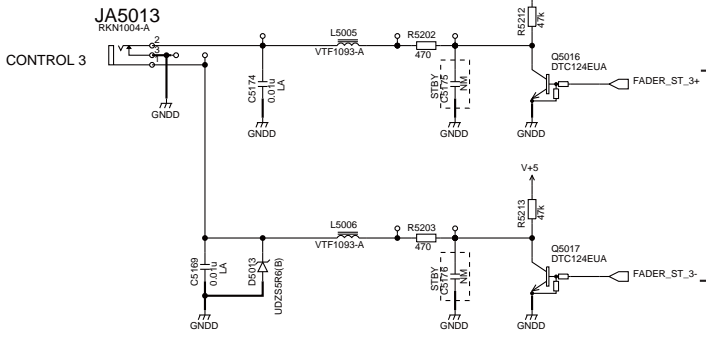 JA5013
RKN1004-A
CONTROL 3
2
3
1
GNDD
C5174
0.01u
LA
GNDD
L5005
VTF1093-A
R5202
470
STBY
C5175
NM
GNDD
R5212
47k
Q5016
DTC124EUA
FADER_ST_3+
GNDD
V+5
R5213
47k
C5169
0.01u
LA
D5013
UDZS5R6(B)
GNDD
L5006
VTF1093-A
R5203
470
STBY
C5176
NM
GNDD
Q5017
DTC124EUA
FADER_ST_3-
GNDD